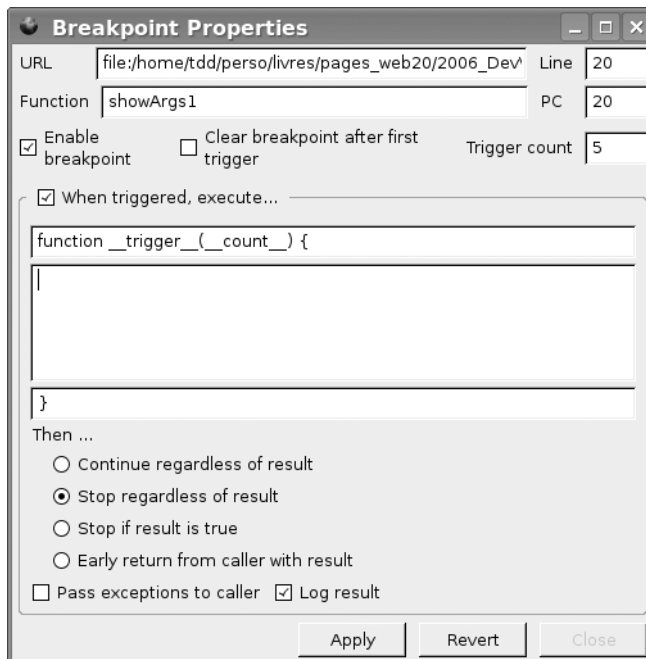 Breakpoint Properties
URL file:/home/tdd/perso/livres/pages_web20/2006_Dev Line 20
Function showArgs1 PC 20
Enable breakpoint Clear breakpoint after first trigger Trigger count 5
When triggered, execute...
function __trigger__(__count__) {
}
Then ...
Continue regardless of result
Stop regardless of result
Stop if result is true
Early return from caller with result
Pass exceptions to caller Log result
Apply Revert Close